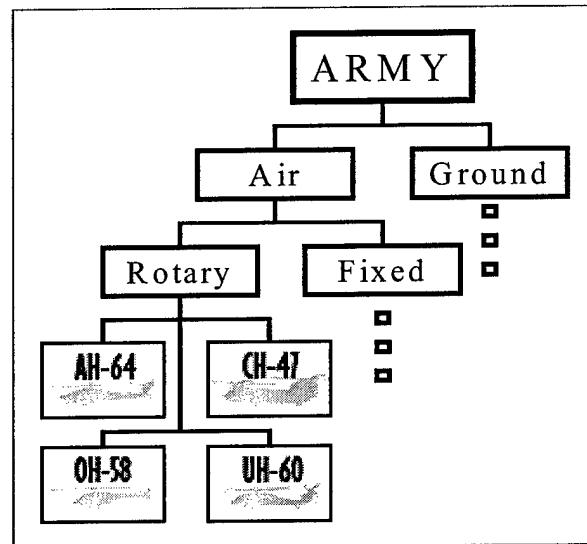 ARMY
Air
Ground
Rotary
Fixed
AH-64
CH-47
OH-58
UH-60